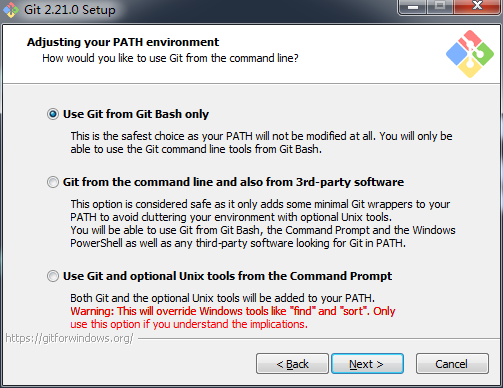 Git 2.21.0 Setup
Adjusting your PATH environment
How would you like to use Git from the command line?
Use Git from Git Bash only
This is the safest choice as your PATH will not be modified at all. You will only be
able to use the Git command line tools from Git Bash.
Git from the command line and also from 3rd-party software
This option is considered safe as it only adds some minimal Git wrappers to your
PATH to avoid cluttering your environment with optional Unix tools.
You will be able to use Git from Git Bash, the Command Prompt and the Windows
PowerShell as well as any third-party software looking for Git in PATH.
Use Git and optional Unix tools from the Command Prompt
Both Git and the optional Unix tools will be added to your PATH.
Warning: This will override Windows tools like "find" and "sort". Only
use this option if you understand the implications.
https://gitforwindows.org/
< Back
Next >
Cancel